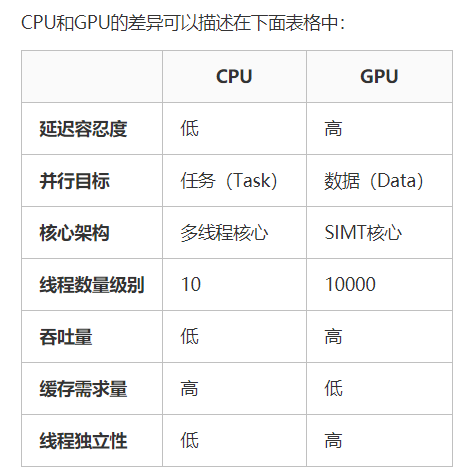 CPU和GPU的差异可以描述在下面表格中：
CPU GPU
延迟容忍度 低 高
并行目标 任务（Task） 数据（Data）
核心架构 多线程核心 SIMT核心
线程数量级别 10 10000
吞吐量 低 高
缓存需求量 高 低
线程独立性 低 高